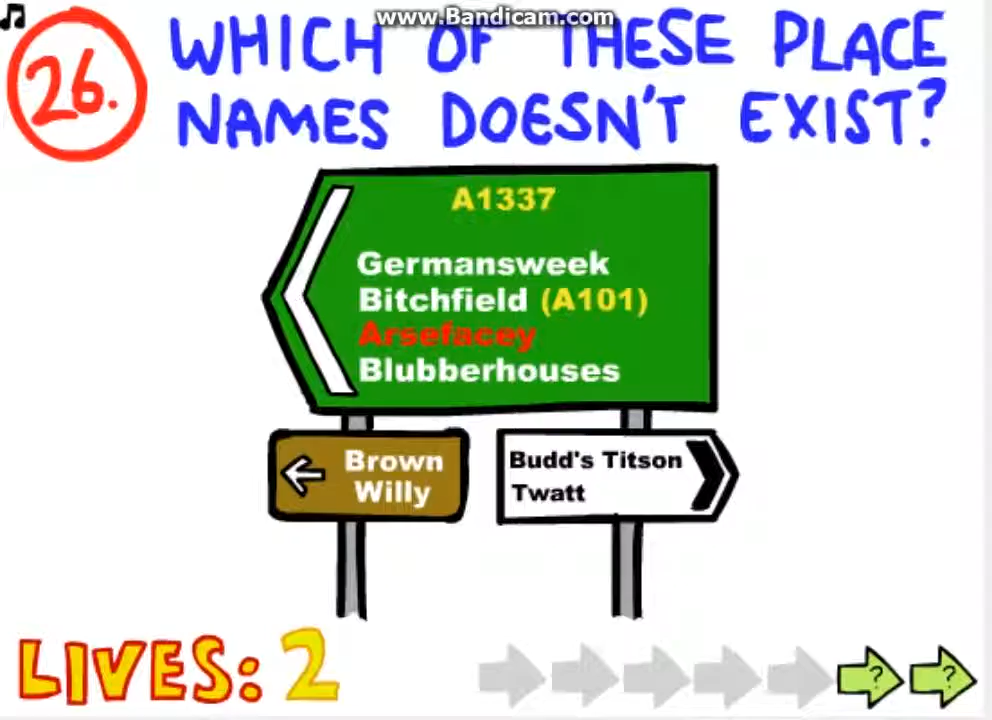 www.Bandicam.com
26.
WHICH OF THESE PLACE
NAMES DOESN'T EXIST?
A1337
Germansweek
Bitchfield (A101)
Arsefacey
Blubberhouses
Brown
Willy
Budd's Titson
Twatt
LIVES: 2
? ?